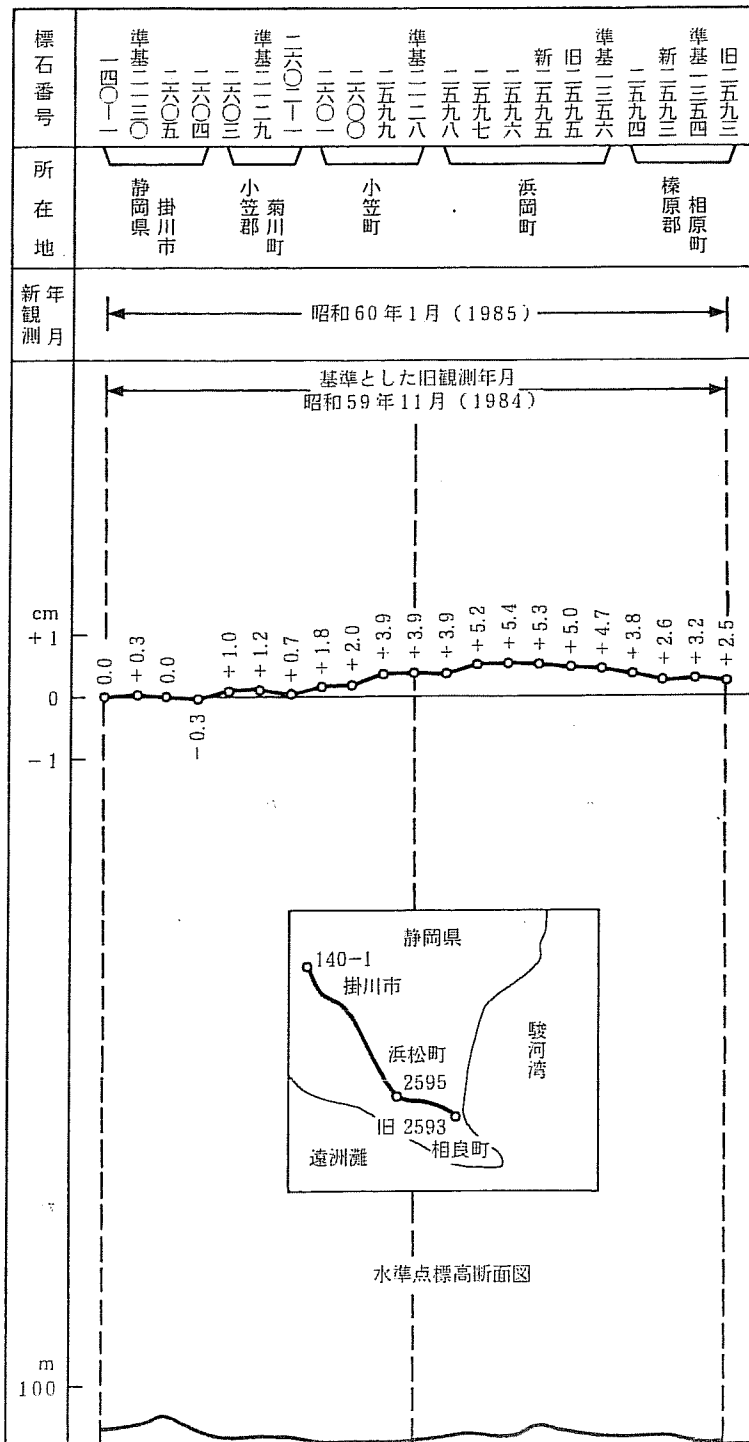 標石番号
一四〇ー一
準基二一三〇
二六〇五
二六〇四
二六〇三
準基二一二九
二六〇二ー一
二六〇一
二六〇〇
二五九九
準基二一二八
二五九八
二五九七
二五九六
新二五九五
旧二五九五
準基一三五六
二五九四
新二五九三
準基一三五四
旧二五九三
所在地
静岡県
掛川市
小笠郡
菊川町
小笠町
浜岡町
榛原郡
相原町
新観測
年月
昭和60年1月(1985)
基準とした旧観測年月
昭和59年11月(1984)
cm
+1
0
-1
0.0
+0.3
0.0
-0.3
+1.0
+1.2
+0.7
+1.8
+2.0
+3.9
+3.9
+3.9
+5.2
+5.4
+5.3
+5.0
+4.7
+3.8
+2.6
+3.2
+2.5
静岡県
140-1
掛川市
駿河湾
浜松町
2595
旧 2593
相良町
遠洲灘
水準点標高断面図
m
100